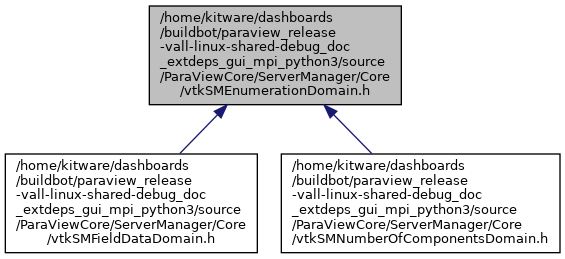 /home/kitware/dashboards
/buildbot/paraview_release
-vall-linux-shared-debug_doc
_extdeps_gui_mpi_python3/source
/ParaViewCore/ServerManager/Core
/vtkSMEnumerationDomain.h
/home/kitware/dashboards
/buildbot/paraview_release
-vall-linux-shared-debug_doc
_extdeps_gui_mpi_python3/source
/ParaViewCore/ServerManager/Core
/vtkSMFieldDataDomain.h
/home/kitware/dashboards
/buildbot/paraview_release
-vall-linux-shared-debug_doc
_extdeps_gui_mpi_python3/source
/ParaViewCore/ServerManager/Core
/vtkSMNumberOfComponentsDomain.h